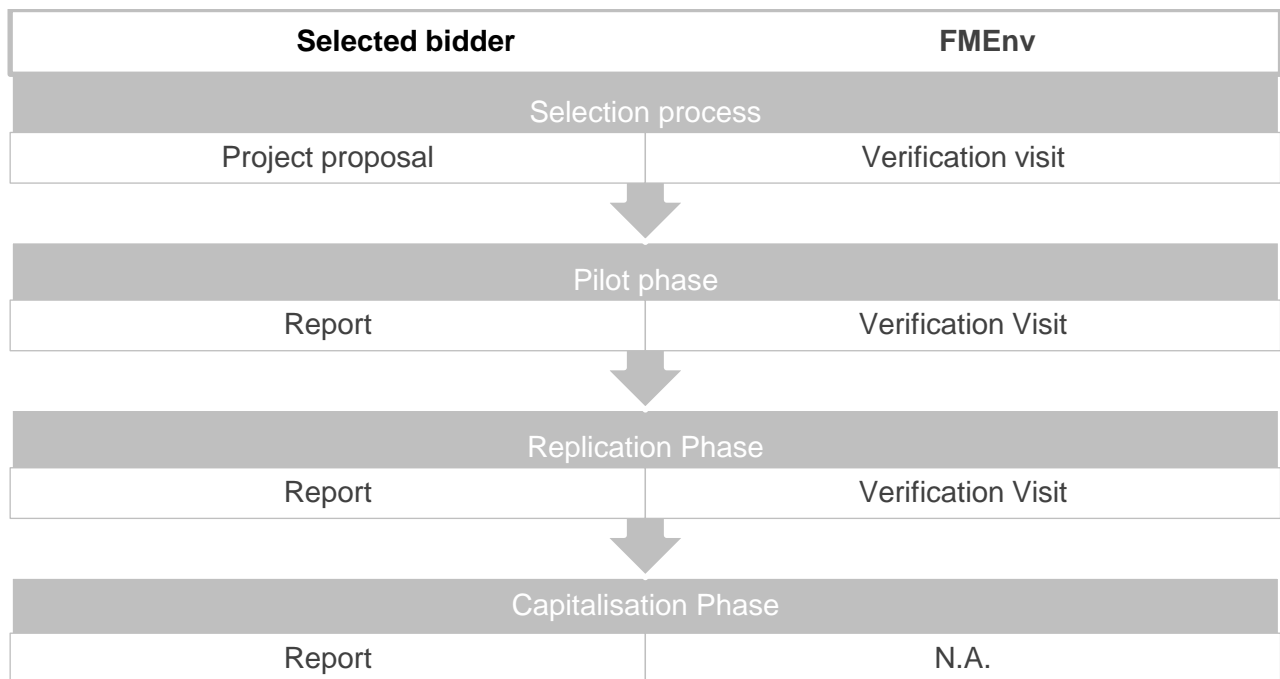 Selected bidder FMEnv
Selection process
Project proposal Verification visit
Pilot phase
Report Verification Visit
Replication Phase
Report Verification Visit
Capitalisation Phase
Report N.A.